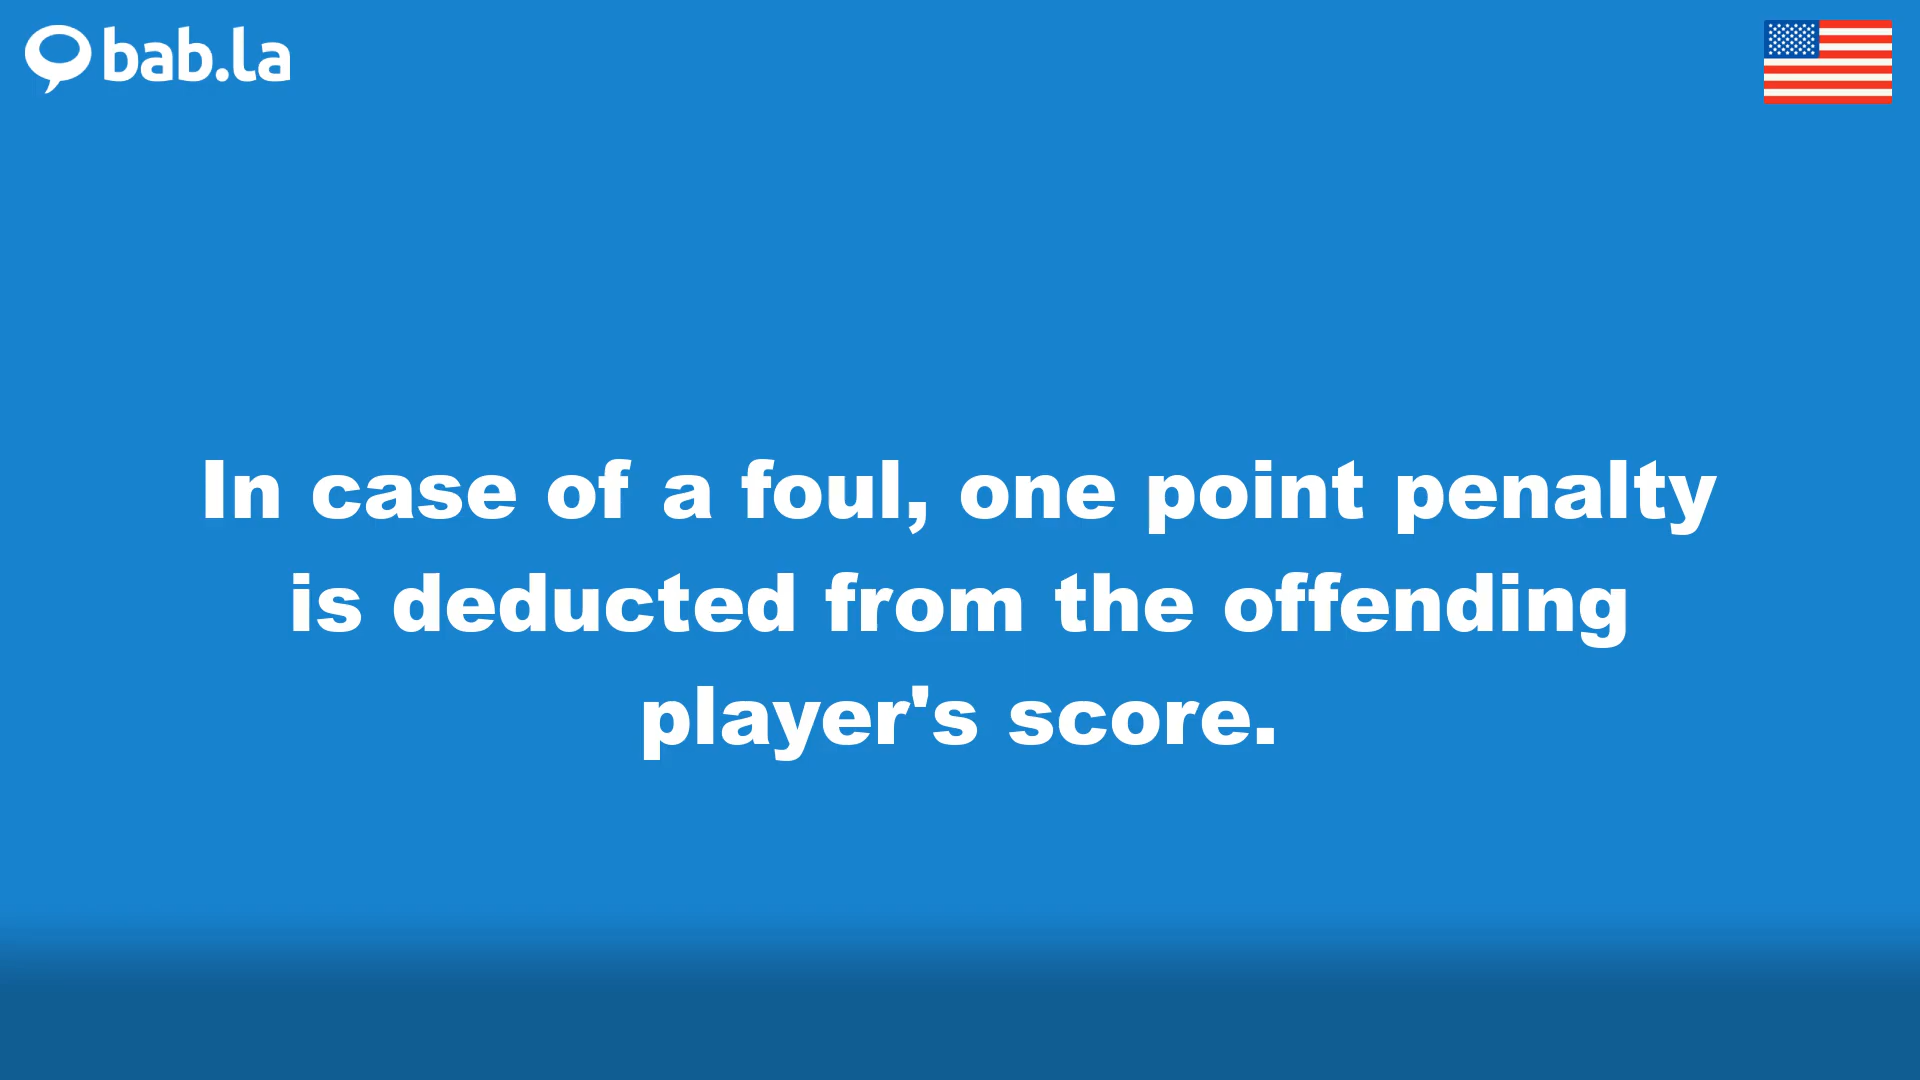 bab.la
In case of a foul, one point penalty
is deducted from the offending
player's score.